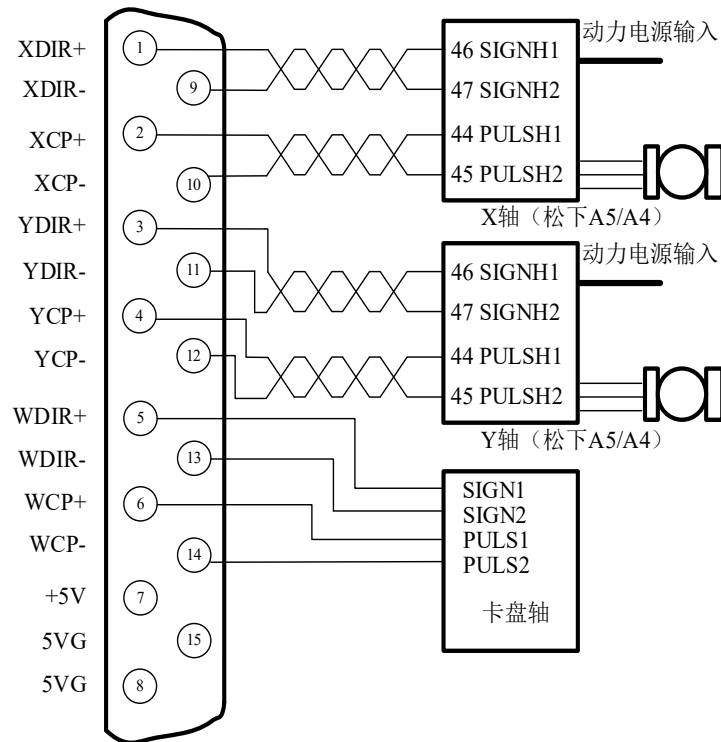 XDIR+
1
XDIR-
9
XCP+
2
XCP-
10
YDIR+
3
YDIR-
11
YCP+
4
YCP-
12
WDIR+
5
WDIR-
13
WCP+
6
WCP-
14
+5V
7
5VG
15
5VG
8
46 SIGNH1
47 SIGNH2
44 PULSH1
45 PULSH2
动力电源输入
X轴（松下A5/A4）
46 SIGNH1
47 SIGNH2
44 PULSH1
45 PULSH2
动力电源输入
Y轴（松下A5/A4）
SIGN1
SIGN2
PULS1
PULS2
卡盘轴